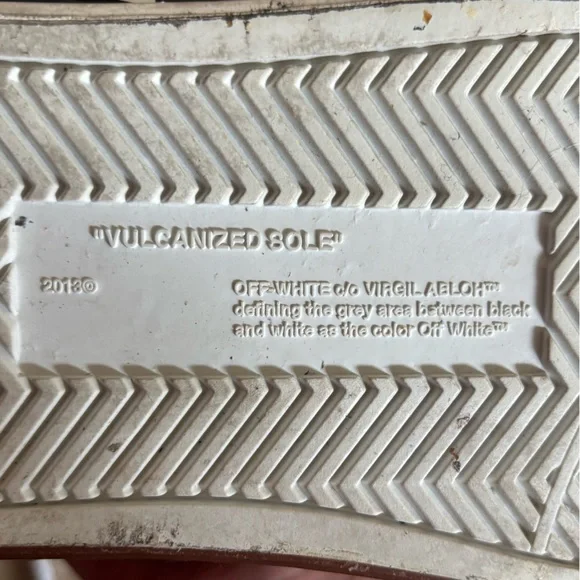 "VULCANIZED SOLE"
2013©
OFF-WHITE c/o VIRGIL ABLOH™
defining the grey area between black
and white as the color Off White™